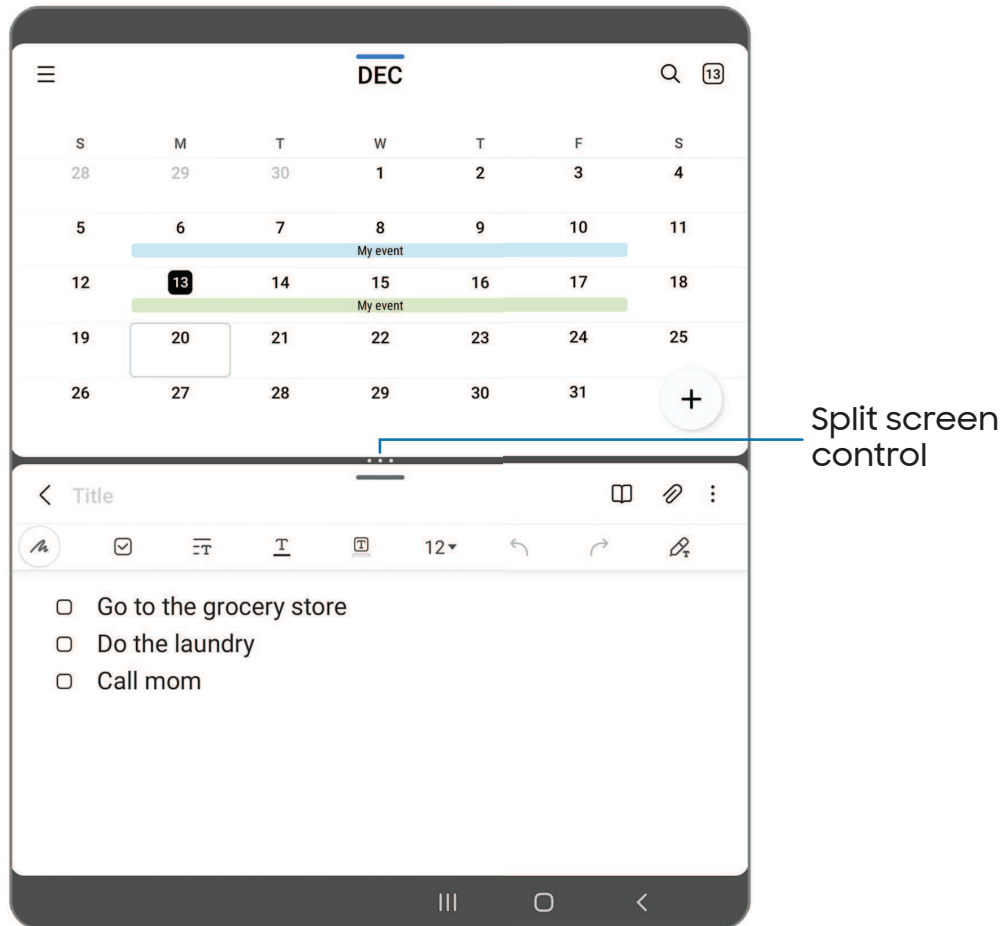 DEC
13
S M T W T F S
28 29 30 1 2 3 4
5 6 7 8 9 10 11
My event
12 13 14 15 16 17 18
My event
19 20 21 22 23 24 25
26 27 28 29 30 31
+
Split screen
control
Title
T T T 12 T
Go to the grocery store
Do the laundry
Call mom